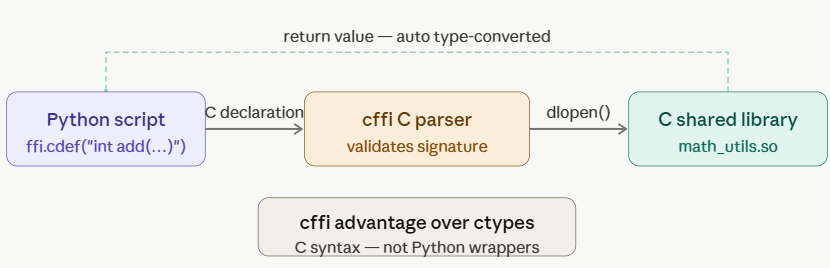 return value — auto type-converted
Python script
ffi.cdef("int add(...)")
C declaration
cffi C parser
validates signature
dlopen()
C shared library
math_utils.so
cffi advantage over ctypes
C syntax — not Python wrappers